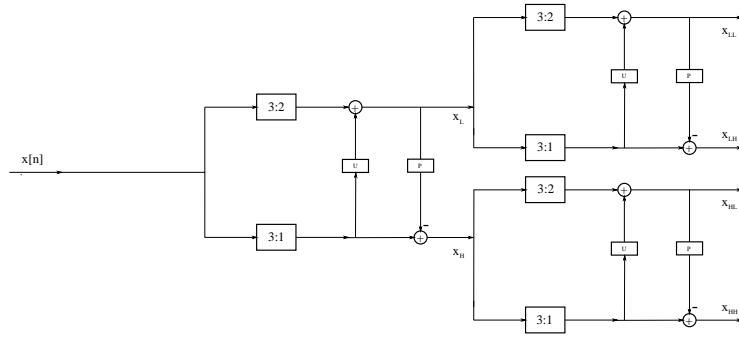 3:2
+
x_LL
U
P
-
3:1
+
x_LH
3:2
+
x_L
x[n]
U
P
-
3:1
+
x_H
3:2
+
x_HL
U
P
-
3:1
+
x_HH